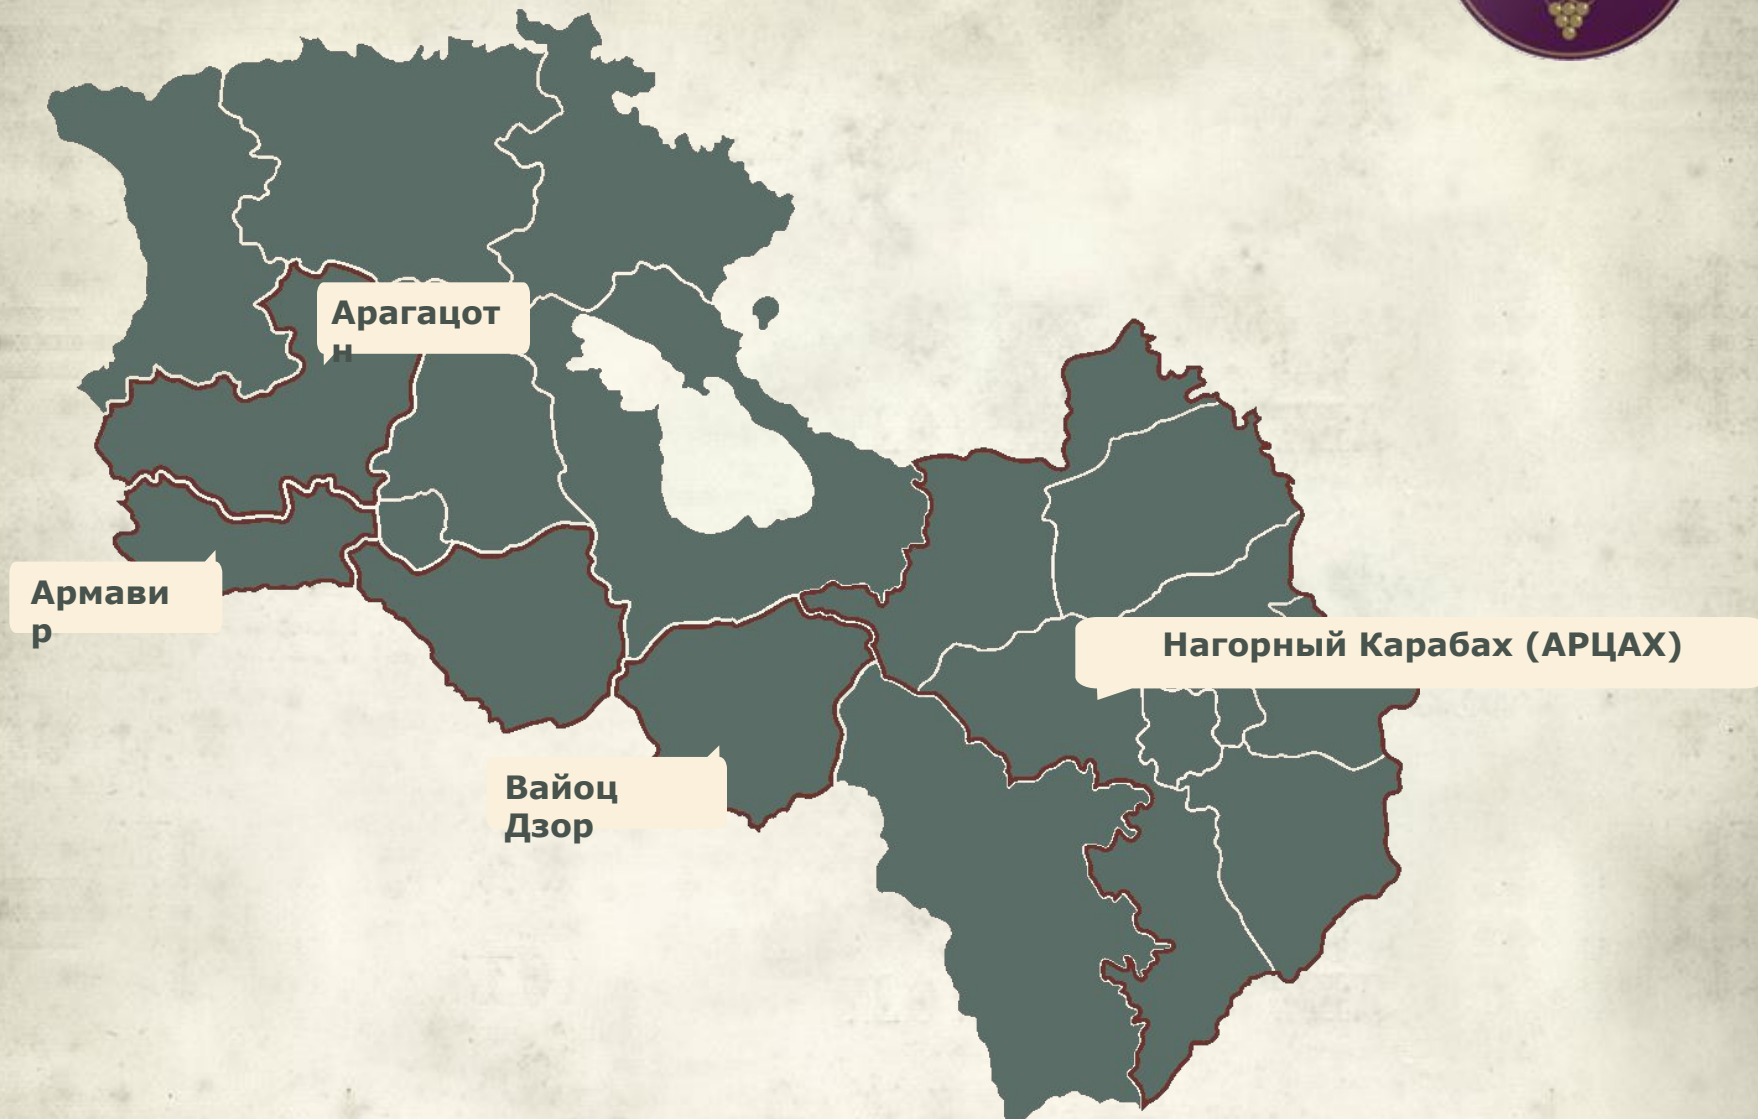 Арагацот
н
Армави
р
Нагорный Карабах (АРЦАХ)
Вайоц
Дзор